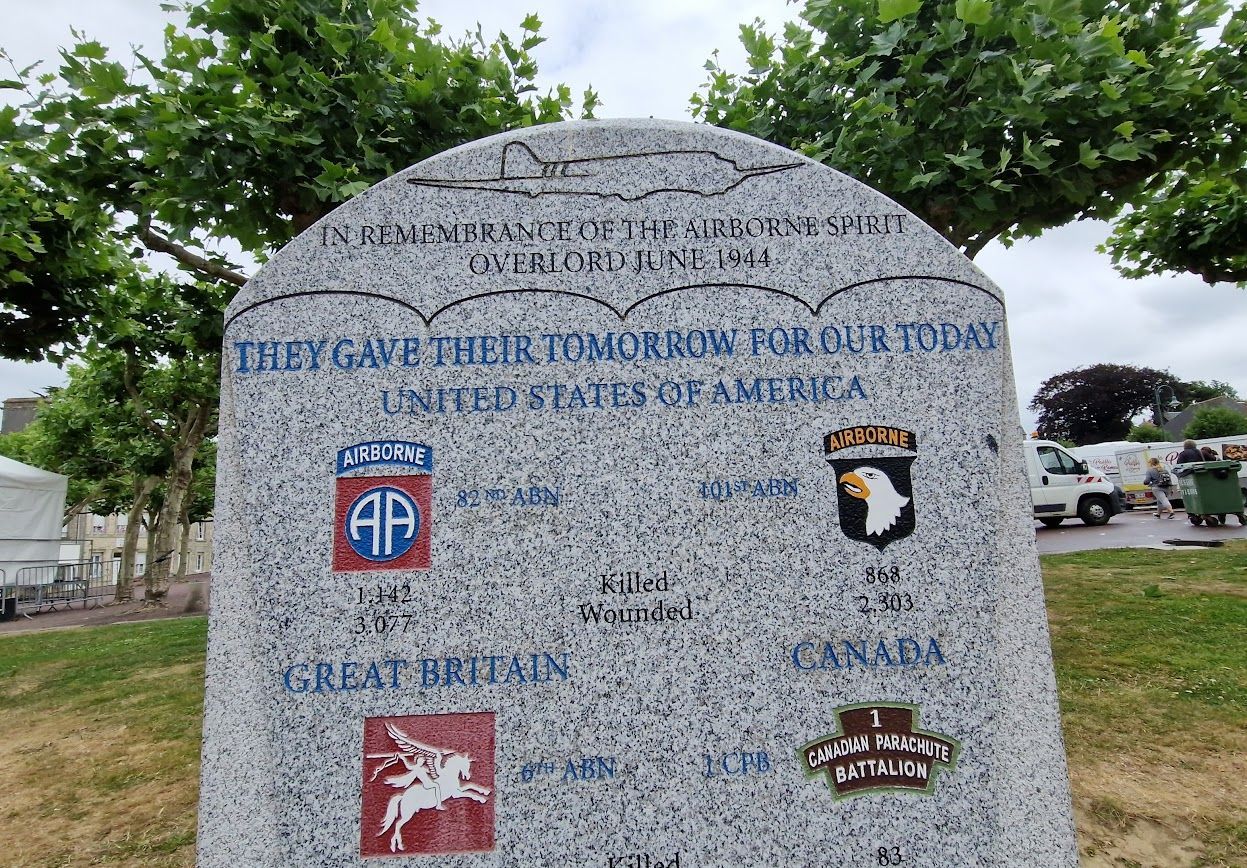 IN REMEMBRANCE OF THE AIRBORNE SPIRIT
OVERLORD JUNE 1944
THEY GAVE THEIR TOMORROW FOR OUR TODAY
UNITED STATES OF AMERICA
AIRBORNE
AA
82ND ABN
101ST ABN
AIRBORNE
1.142
Killed
868
3.077
Wounded
2.303
GREAT BRITAIN
CANADA
6TH ABN
1 CPB
1
CANADIAN PARACHUTE
BATTALION
Killed
83